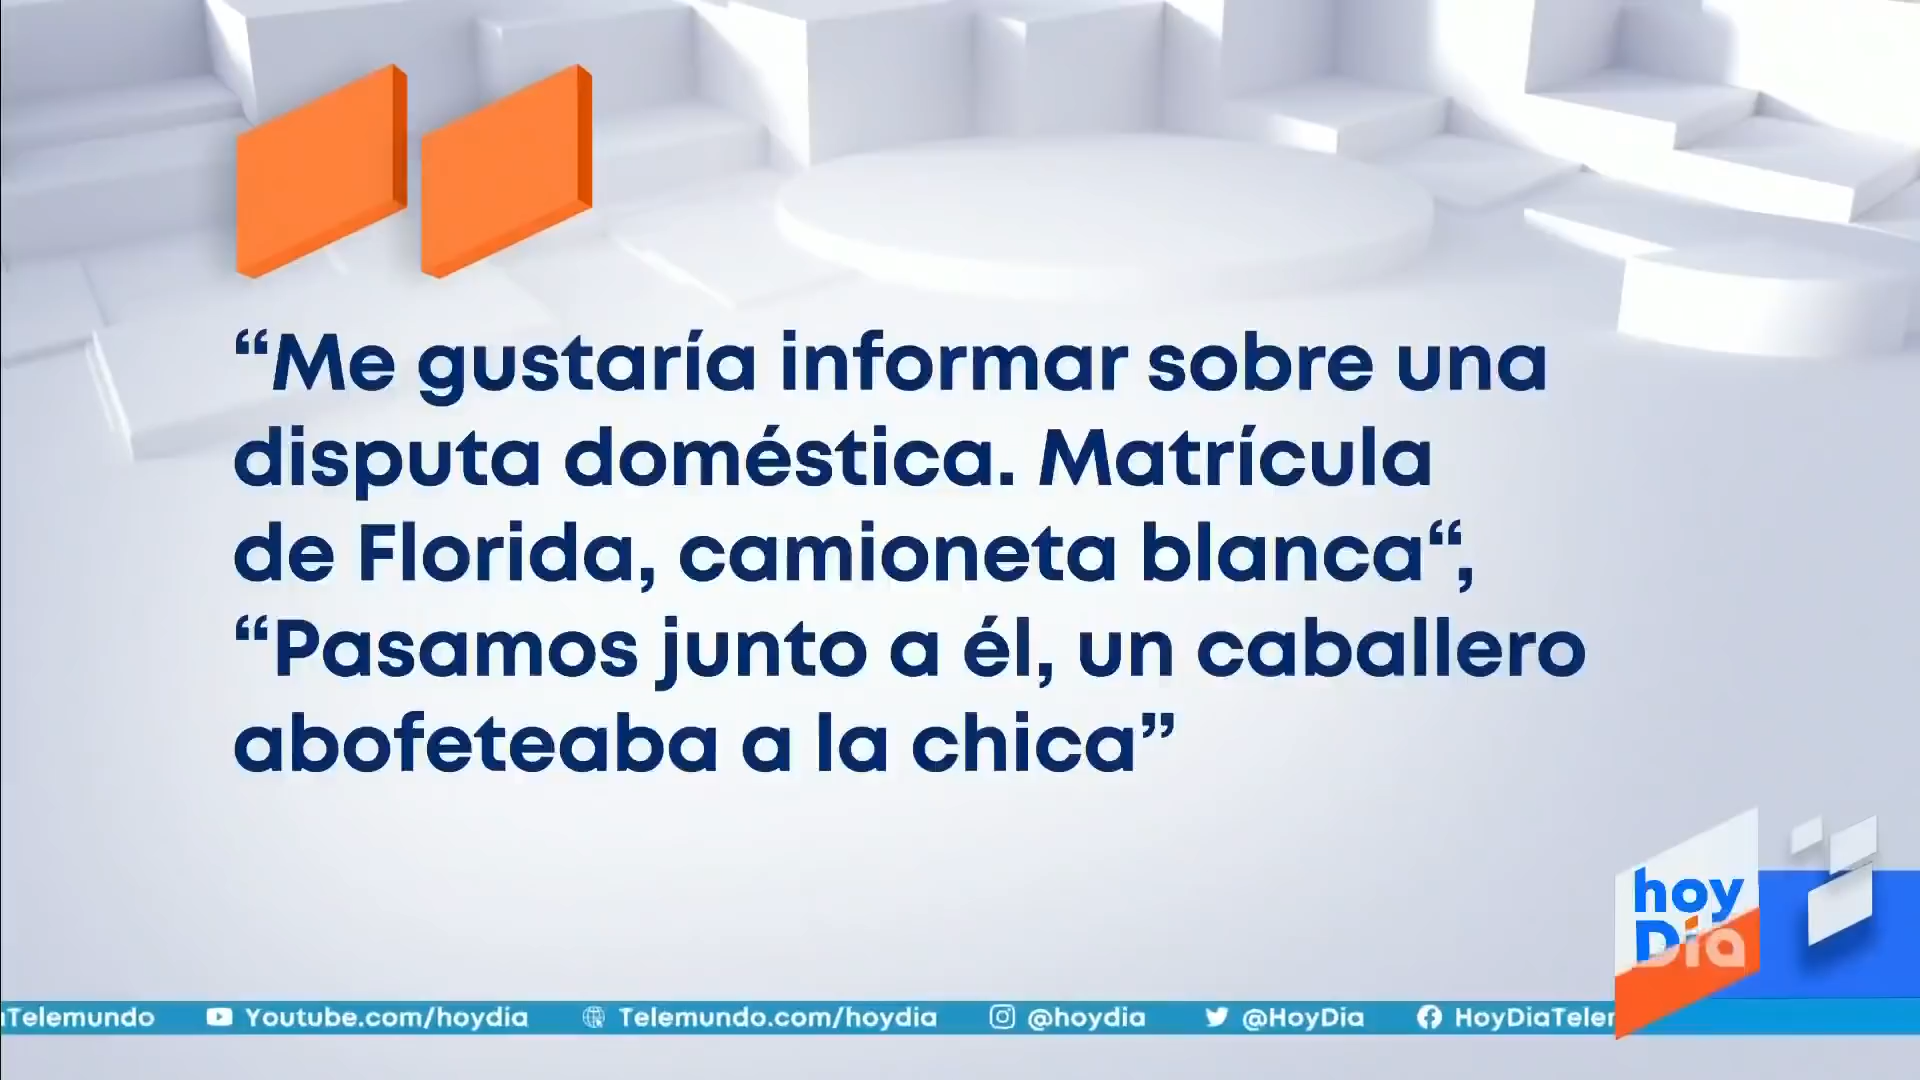 “Me gustaría informar sobre una
disputa doméstica. Matrícula
de Florida, camioneta blanca“,
“Pasamos junto a él, un caballero
abofeteaba a la chica”
hoy
Día
Telemundo Youtube.com/hoydia Telemundo.com/hoydia @hoydia @HoyDia HoyDiaTeler